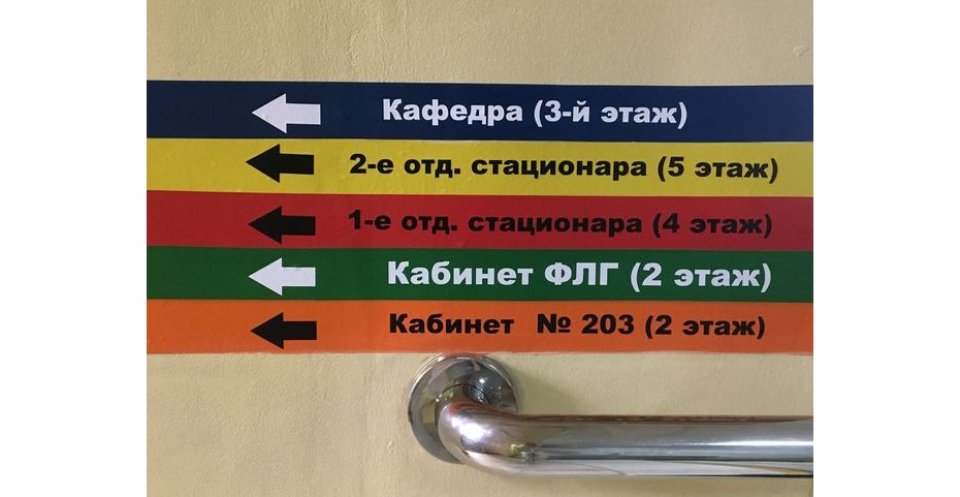 Кафедра (3-й этаж)
2-е отд. стационара (5 этаж)
1-е отд. стационара (4 этаж)
Кабинет ФЛГ (2 этаж)
Кабинет № 203 (2 этаж)